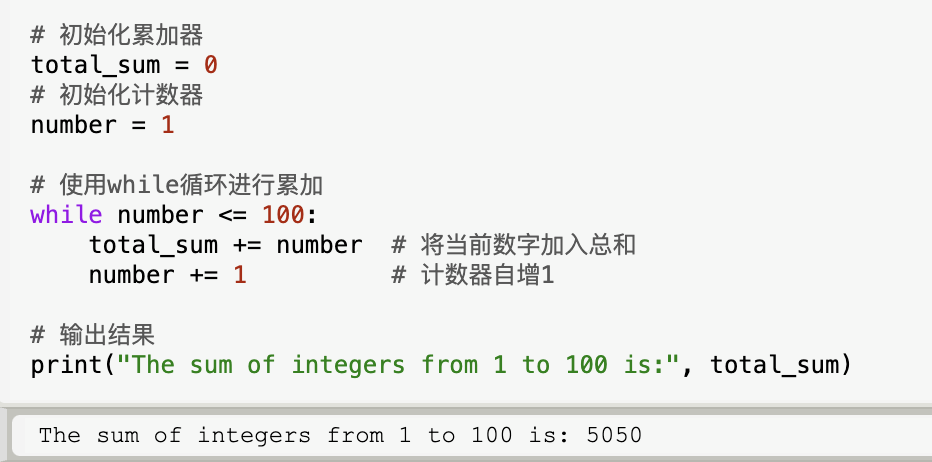 # 初始化累加器
total_sum = 0
# 初始化计数器
number = 1
# 使用while循环进行累加
while number <= 100:
    total_sum += number  # 将当前数字加入总和
    number += 1          # 计数器自增1
# 输出结果
print("The sum of integers from 1 to 100 is:", total_sum)
The sum of integers from 1 to 100 is: 5050